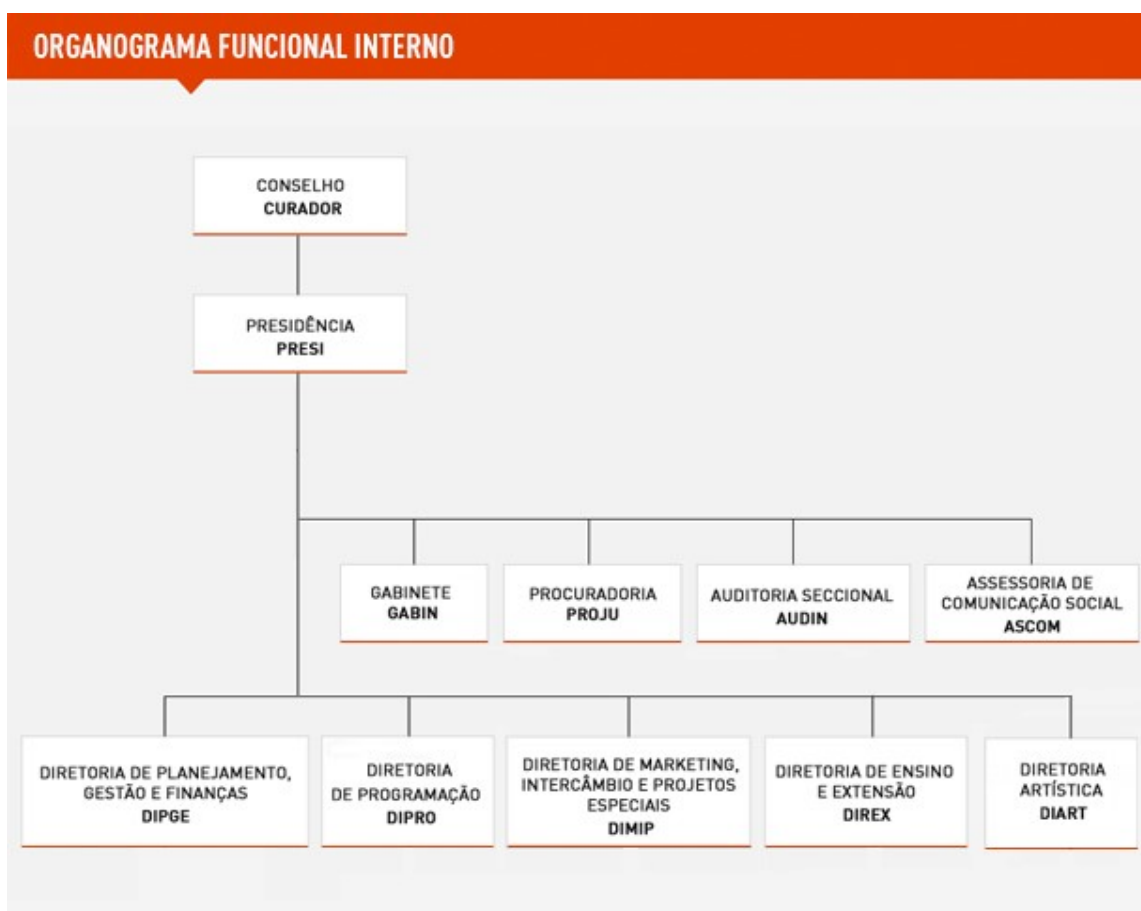 ORGANOGRAMA FUNCIONAL INTERNO
CONSELHO
CURADOR
PRESIDÊNCIA
PRESI
GABINETE
GABIN
PROCURADORIA
PROJU
AUDITORIA SECCIONAL
AUDIN
ASSESSORIA DE
COMUNICAÇÃO SOCIAL
ASCOM
DIRETORIA DE PLANEJAMENTO,
GESTÃO E FINANÇAS
DIPGE
DIRETORIA
DE PROGRAMAÇÃO
DIPRO
DIRETORIA DE MARKETING,
INTERCÂMBIO E PROJETOS
ESPECIAIS
DIMIP
DIRETORIA DE ENSINO
E EXTENSÃO
DIREX
DIRETORIA
ARTÍSTICA
DIART